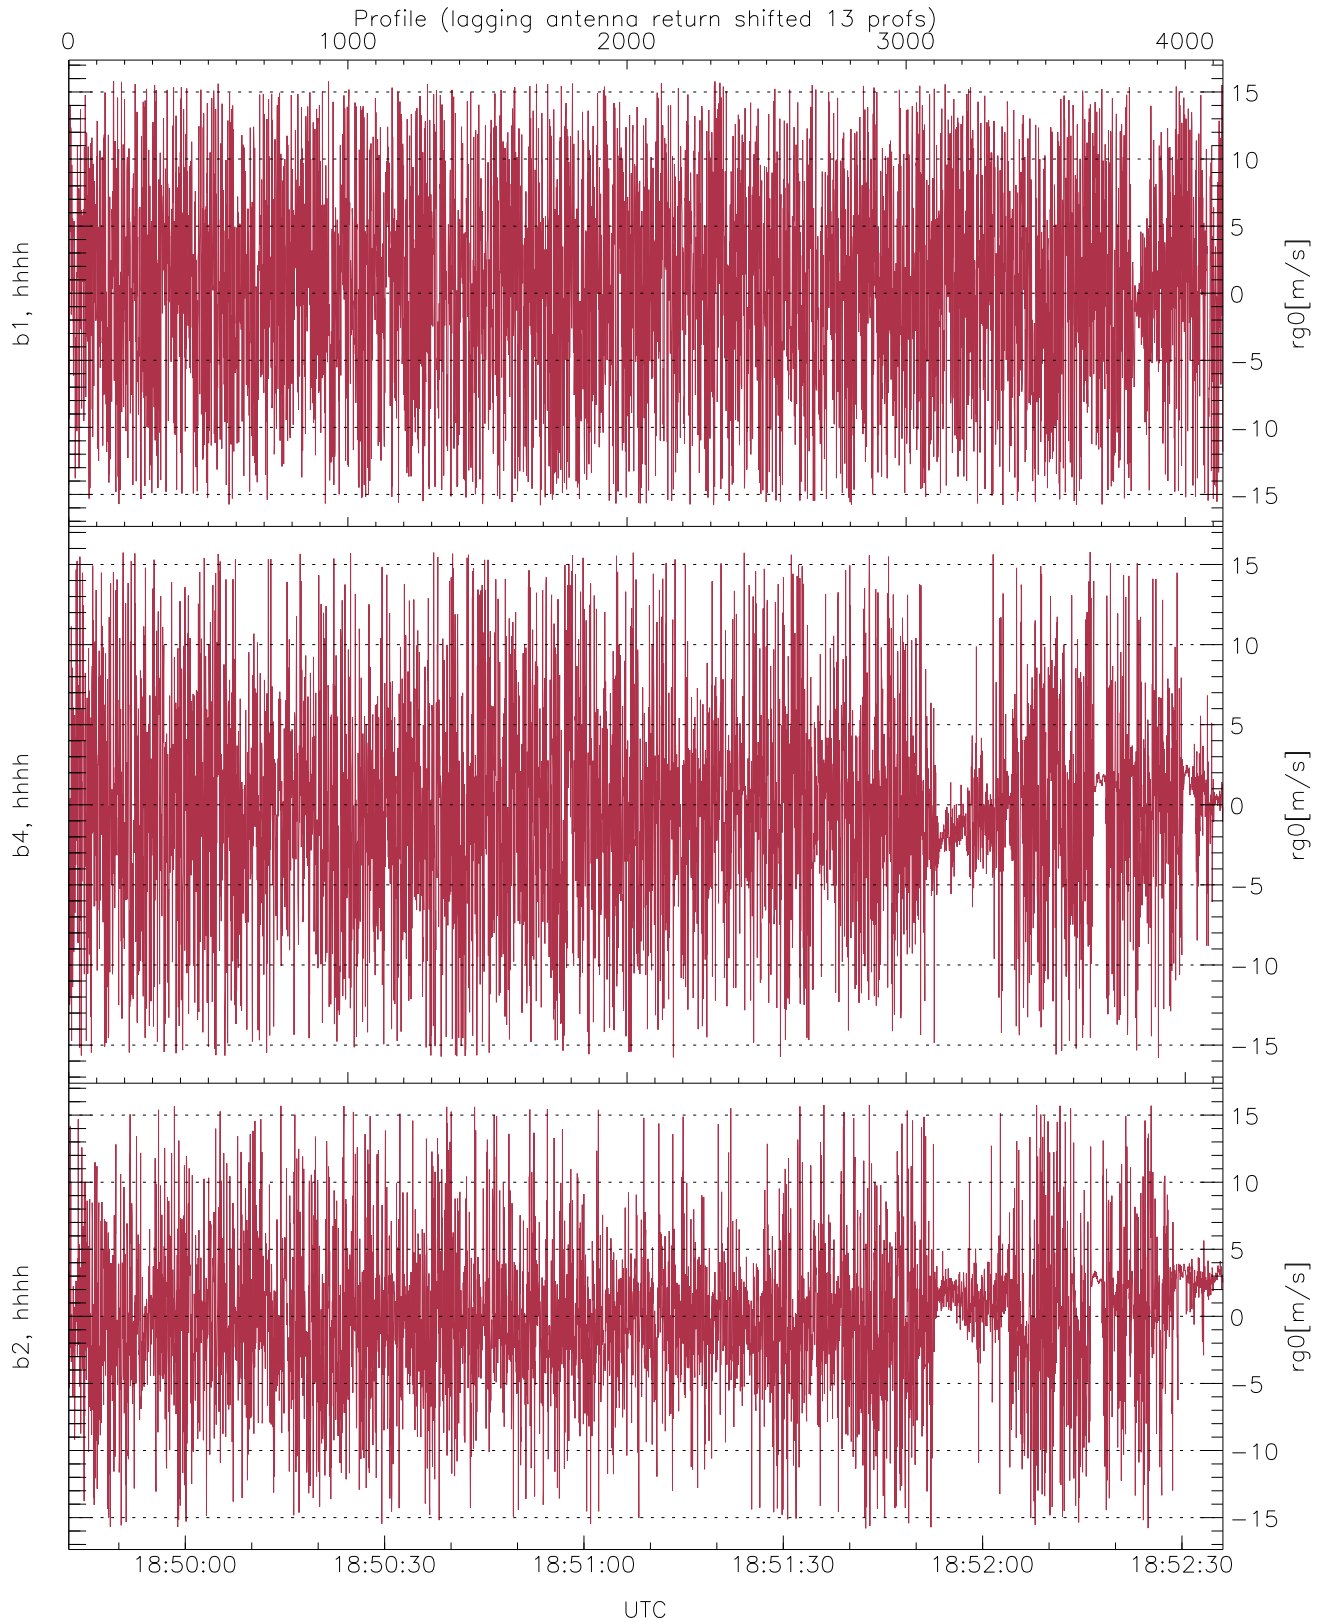 Profile (lagging antenna return shifted 13 profs)
0 1000 2000 3000 4000
15
10
5
0
-5
-10
-15
b1, hhhh
rg0[m/s]
15
10
5
0
-5
-10
-15
b4, hhhh
rg0[m/s]
15
10
5
0
-5
-10
-15
b2, hhhh
rg0[m/s]
18:50:00 18:50:30 18:51:00 18:51:30 18:52:00 18:52:30
UTC